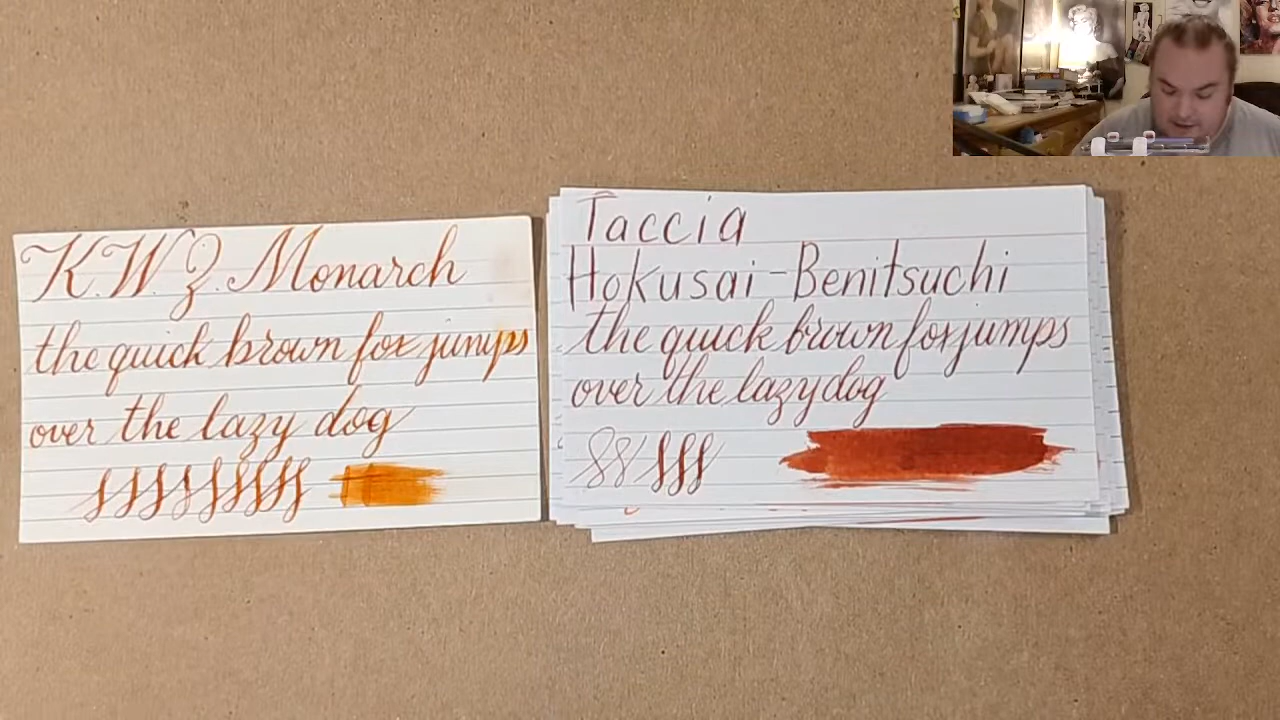 K.W.Z. Monarch
the quick brown fox jumps
over the lazy dog
Taccia
Hokusai-Benitsuchi
the quick brown fox jumps
over the lazy dog